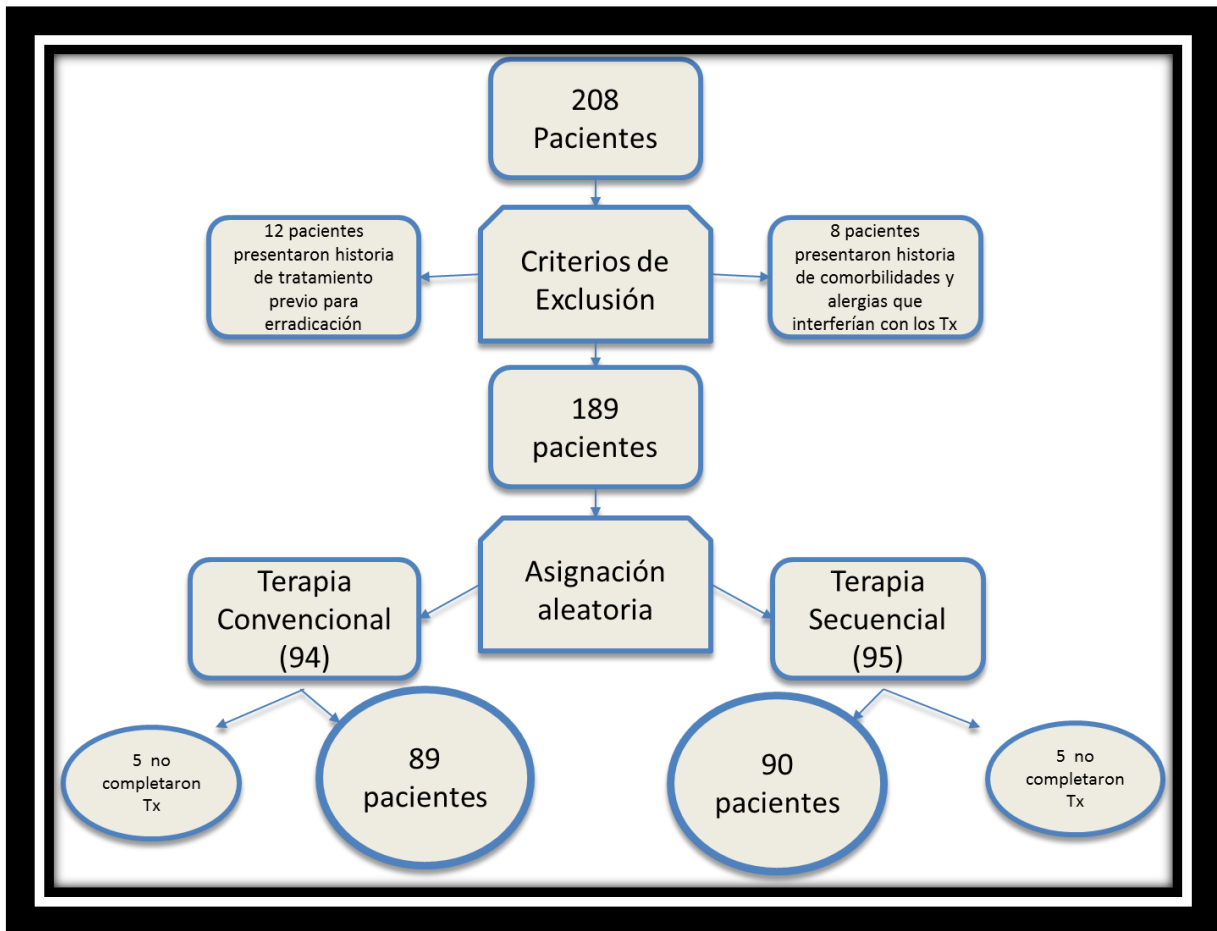 208
Pacientes
12 pacientes
presentaron historia
de tratamiento
previo para
erradicación
Criterios de
Exclusión
8 pacientes
presentaron historia
de comorbilidades y
alergias que
interferían con los Tx
189
pacientes
Terapia
Convencional
(94)
Asignación
aleatoria
Terapia
Secuencial
(95)
5 no
completaron
Tx
89
pacientes
90
pacientes
5 no
completaron
Tx